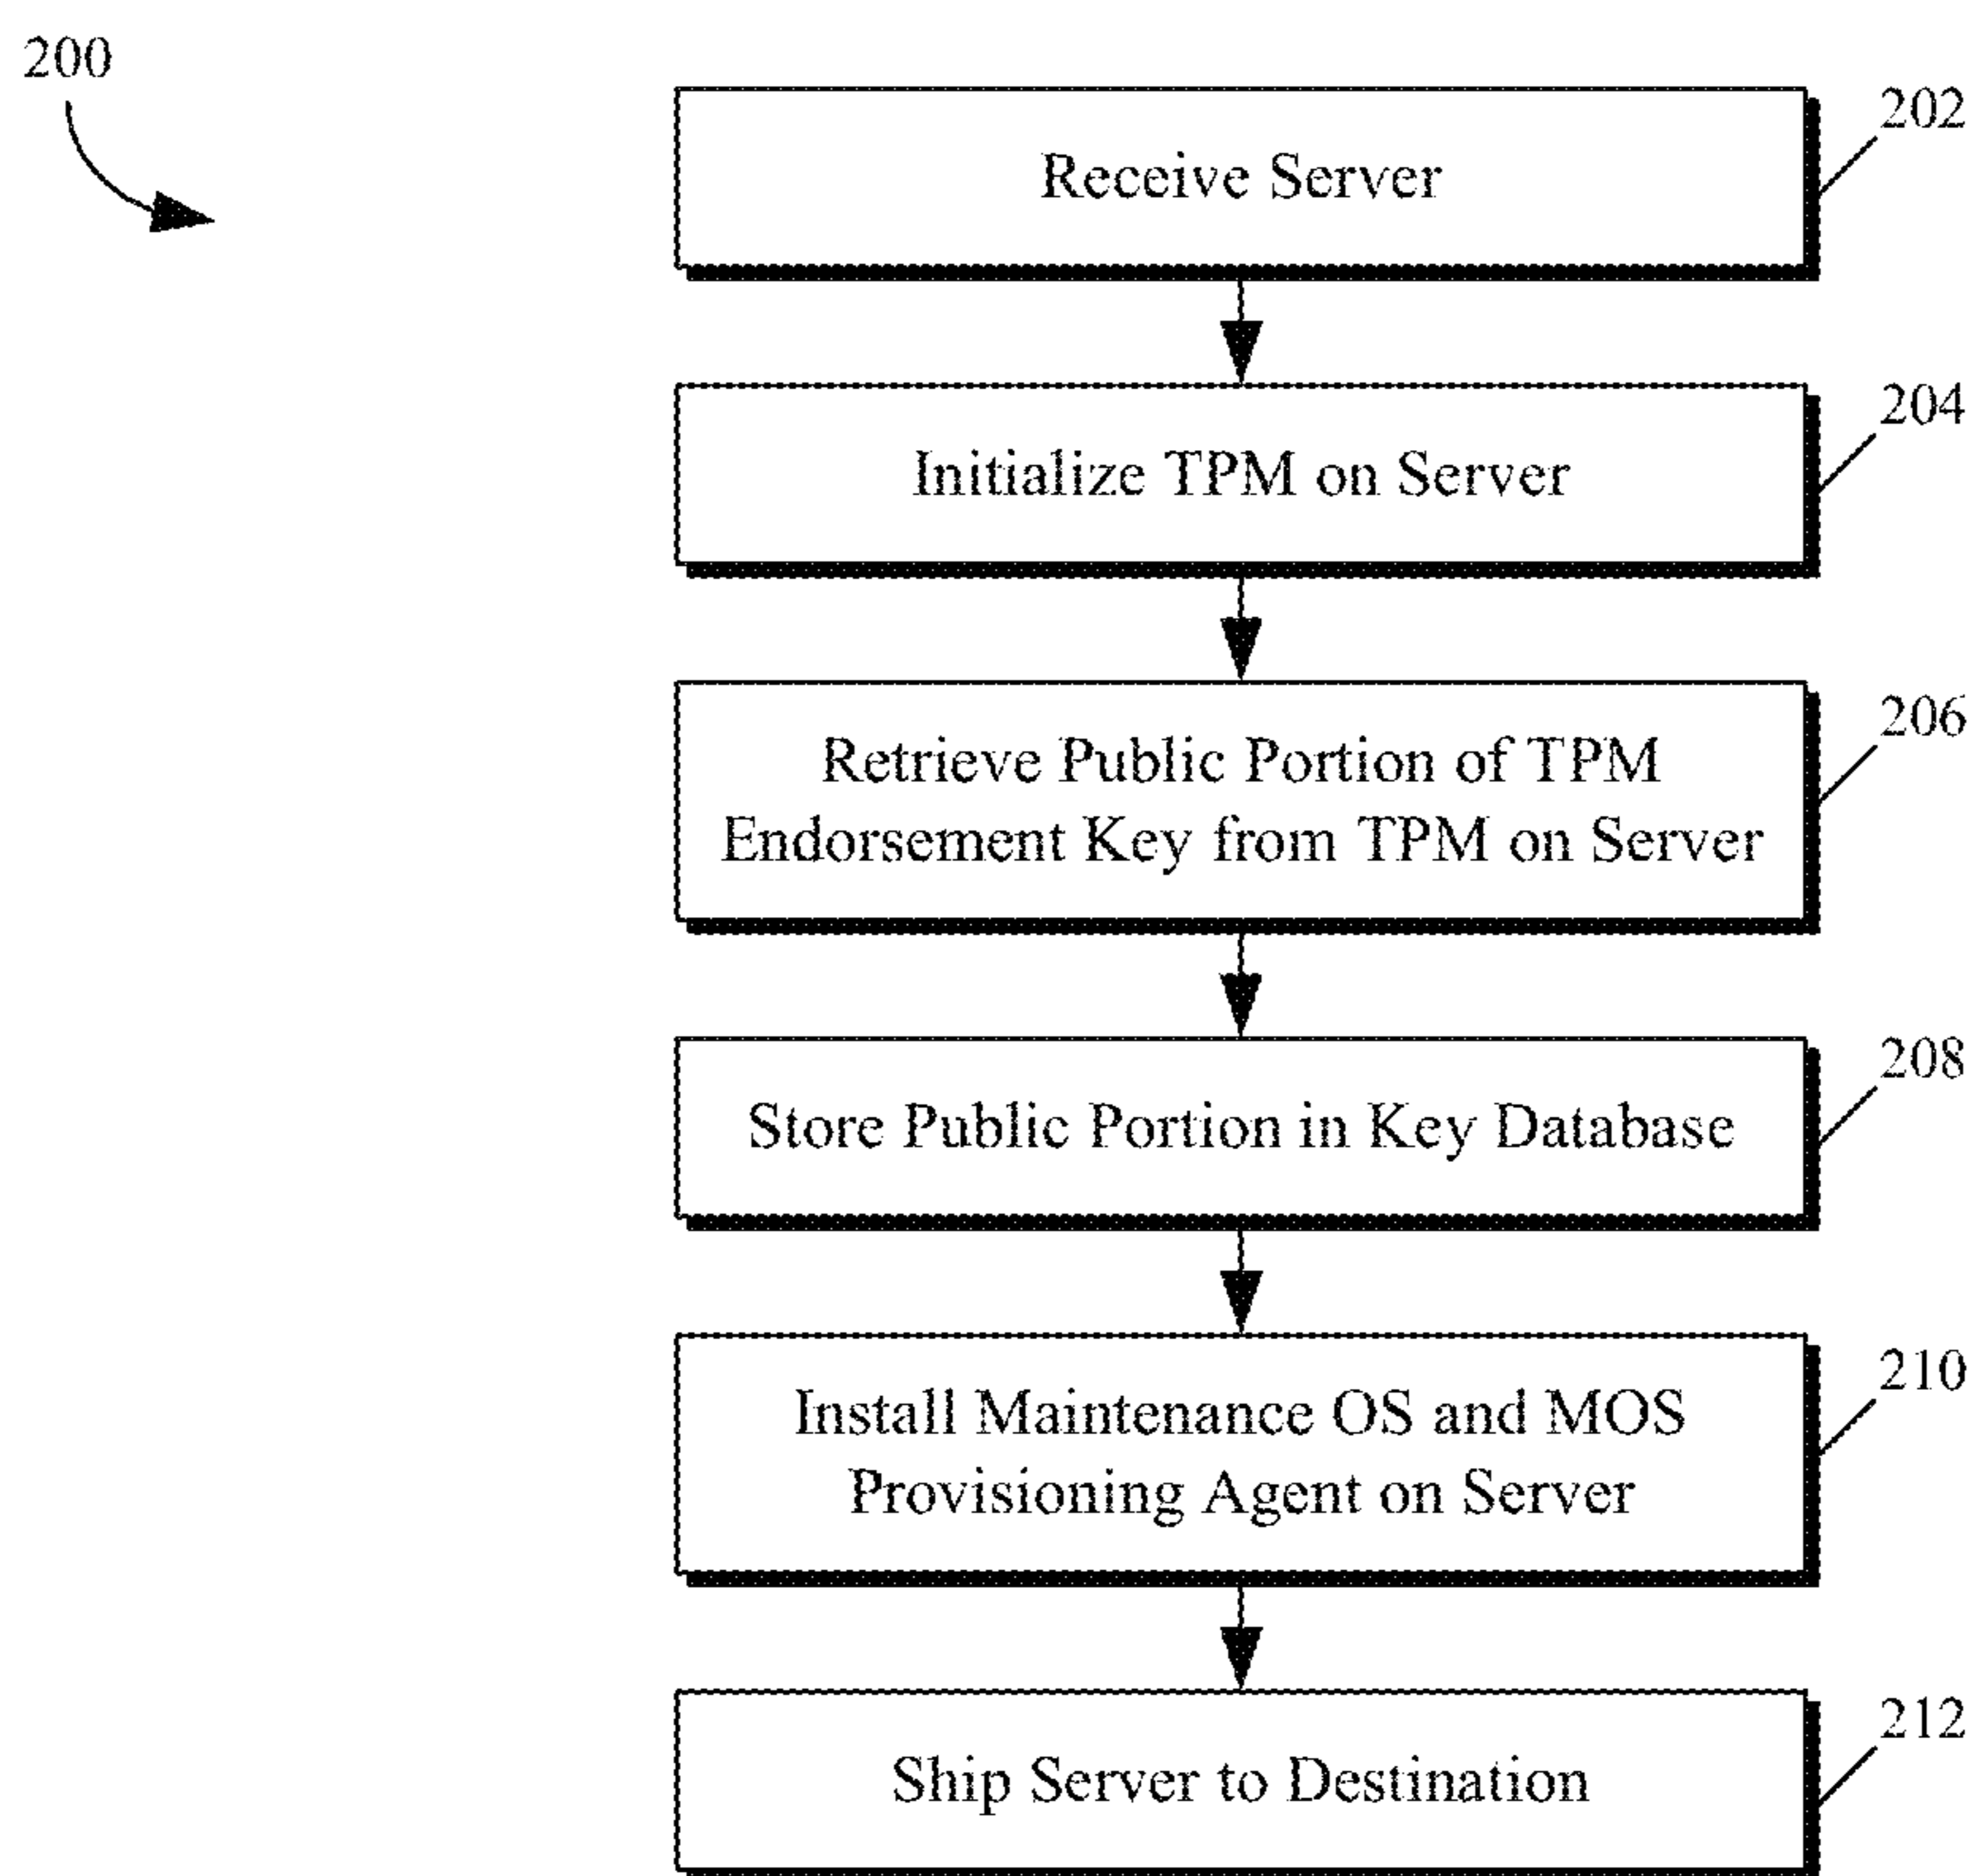 200
202
Receive Server
204
Initialize TPM on Server
206
Retrieve Public Portion of TPM
Endorsement Key from TPM on Server
208
Store Public Portion in Key Database
210
Install Maintenance OS and MOS
Provisioning Agent on Server
212
Ship Server to Destination